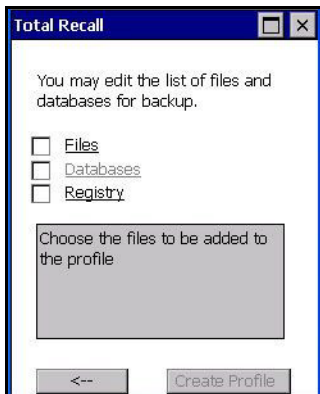 Total Recall
You may edit the list of files and
databases for backup.
Files
Databases
Registry
Choose the files to be added to
the profile
<--
Create Profile